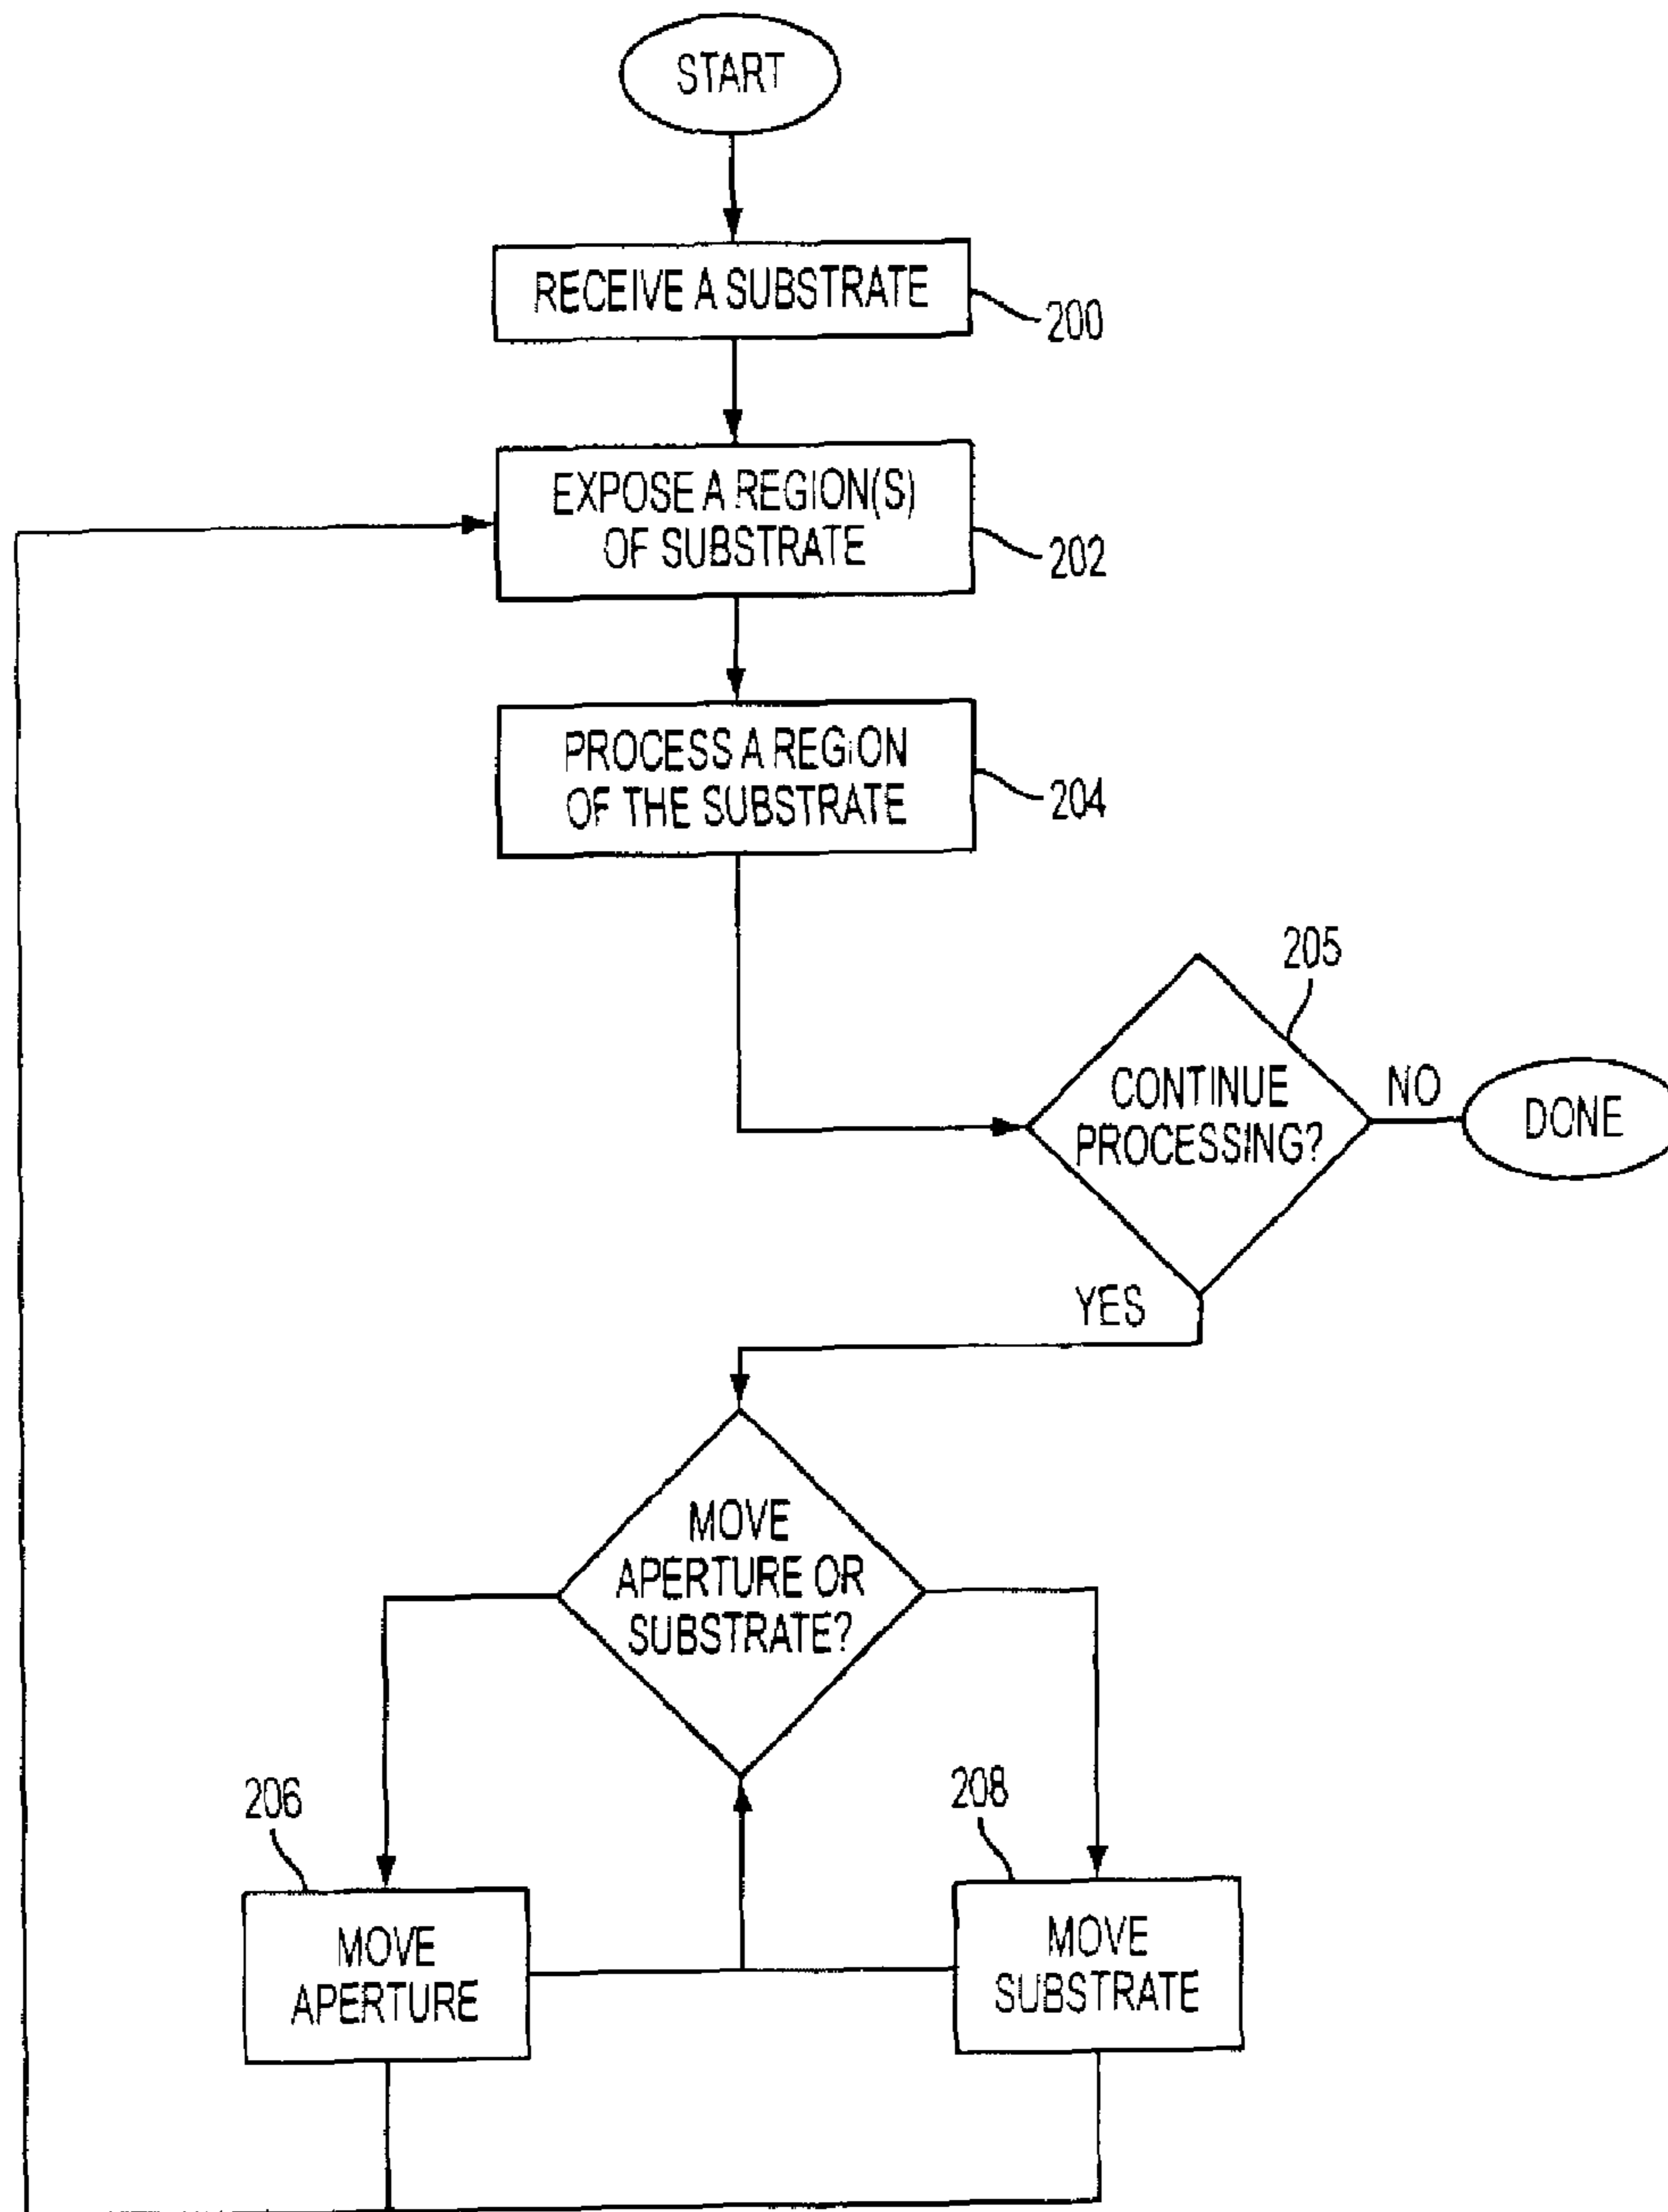 START
RECEIVE A SUBSTRATE
200
EXPOSE A REGION(S)
OF SUBSTRATE
202
PROCESS A REGION
OF THE SUBSTRATE
204
205
CONTINUE
PROCESSING?
NO
DONE
YES
MOVE
APERTURE OR
SUBSTRATE?
206
208
MOVE
APERTURE
MOVE
SUBSTRATE